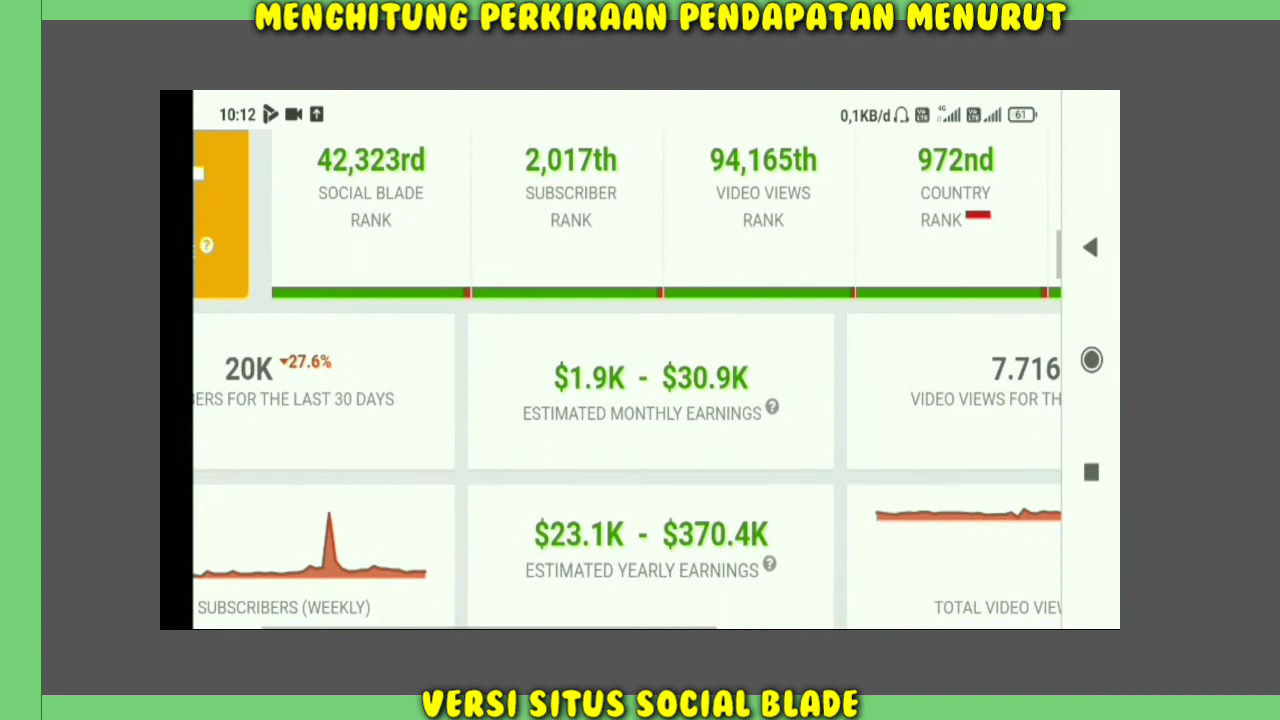 MENGHITUNG PERKIRAAN PENDAPATAN MENURUT
10:12
0,1KB/d
4G
61
42,323rd
SOCIAL BLADE
RANK
2,017th
SUBSCRIBER
RANK
94,165th
VIDEO VIEWS
RANK
972nd
COUNTRY
RANK
?
20K 27.6%
ERS FOR THE LAST 30 DAYS
$1.9K - $30.9K
ESTIMATED MONTHLY EARNINGS ?
7.716
VIDEO VIEWS FOR TH
SUBSCRIBERS (WEEKLY)
$23.1K - $370.4K
ESTIMATED YEARLY EARNINGS ?
TOTAL VIDEO VIE
VERSI SITUS SOCIAL BLADE